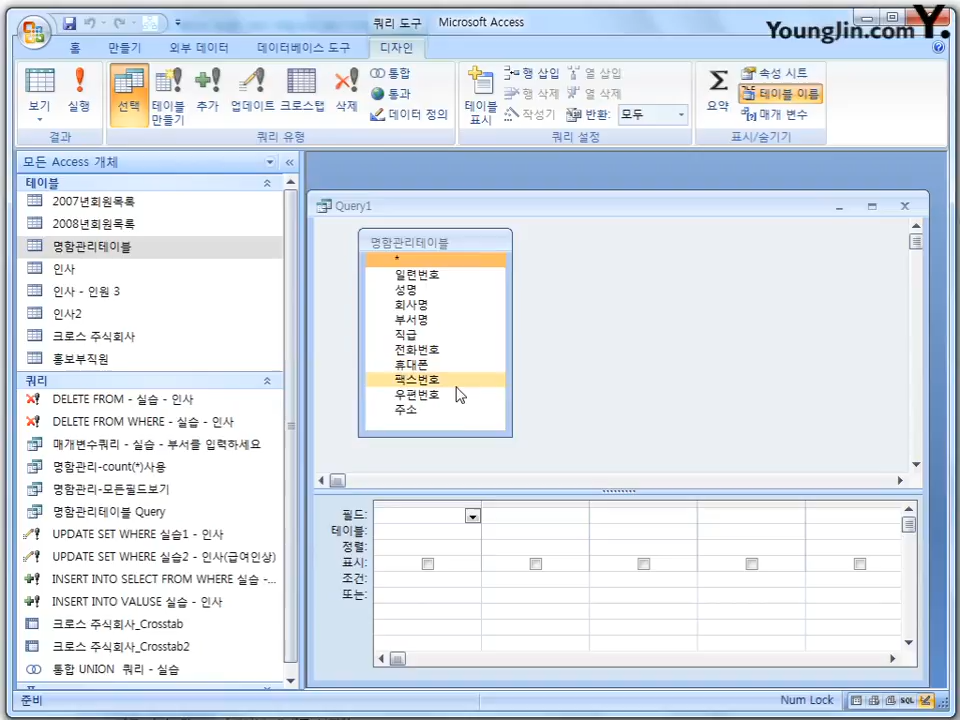 쿼리 도구 Microsoft Access
YoungJin.com Y.
홈 만들기 외부 데이터 데이터베이스 도구 디자인
보기 실행 선택 테이블 만들기 추가 업데이트 크로스탭 삭제
통합
통과
데이터 정의
테이블 표시
행 삽입 열 삽입
행 삭제 열 삭제
작성기 반환: 모두
요약
속성 시트
테이블 이름
매개 변수
결과 쿼리 유형 쿼리 설정 표시/숨기기
모든 Access 개체
테이블
2007년회원목록
2008년회원목록
명함관리테이블
인사
인사 - 인원 3
인사2
크로스 주식회사
홍보부직원
쿼리
DELETE FROM - 실습 - 인사
DELETE FROM WHERE - 실습 - 인사
매개변수쿼리 - 실습 - 부서를 입력하세요
명함관리-count(*)사용
명함관리-모든필드보기
명함관리테이블 Query
UPDATE SET WHERE 실습1 - 인사
UPDATE SET WHERE 실습2 - 인사(급여인상)
INSERT INTO SELECT FROM WHERE 실습 -...
INSERT INTO VALUSE 실습 - 인사
크로스 주식회사_Crosstab
크로스 주식회사_Crosstab2
통합 UNION 쿼리 - 실습
Query1
명함관리테이블
*
일련번호
성명
회사명
부서명
직급
전화번호
휴대폰
팩스번호
우편번호
주소
필드:
테이블:
정렬:
표시:
조건:
또는:
준비 Num Lock SQL